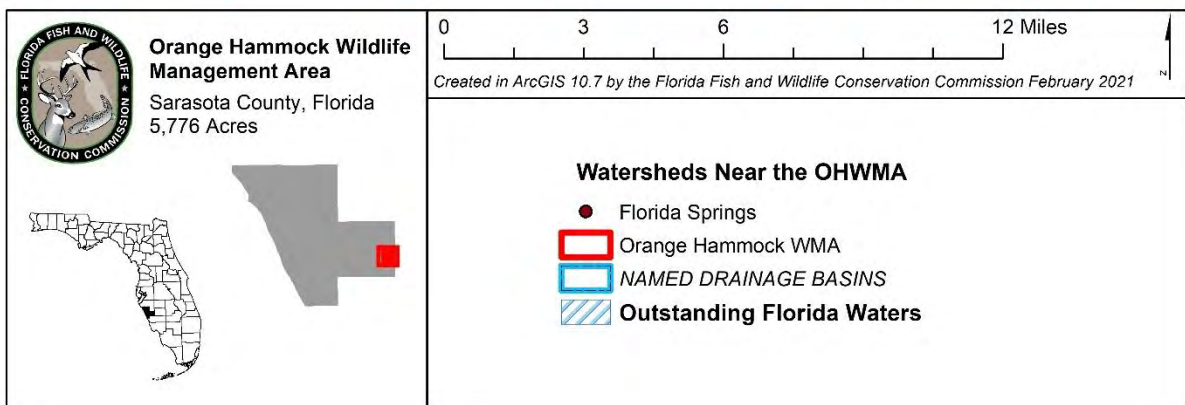 FLORIDA FISH AND WILDLIFE
CONSERVATION COMMISSION
Orange Hammock Wildlife
Management Area
Sarasota County, Florida
5,776 Acres
0 3 6 12 Miles
Created in ArcGIS 10.7 by the Florida Fish and Wildlife Conservation Commission February 2021
N
Watersheds Near the OHWMA
Florida Springs
Orange Hammock WMA
NAMED DRAINAGE BASINS
Outstanding Florida Waters